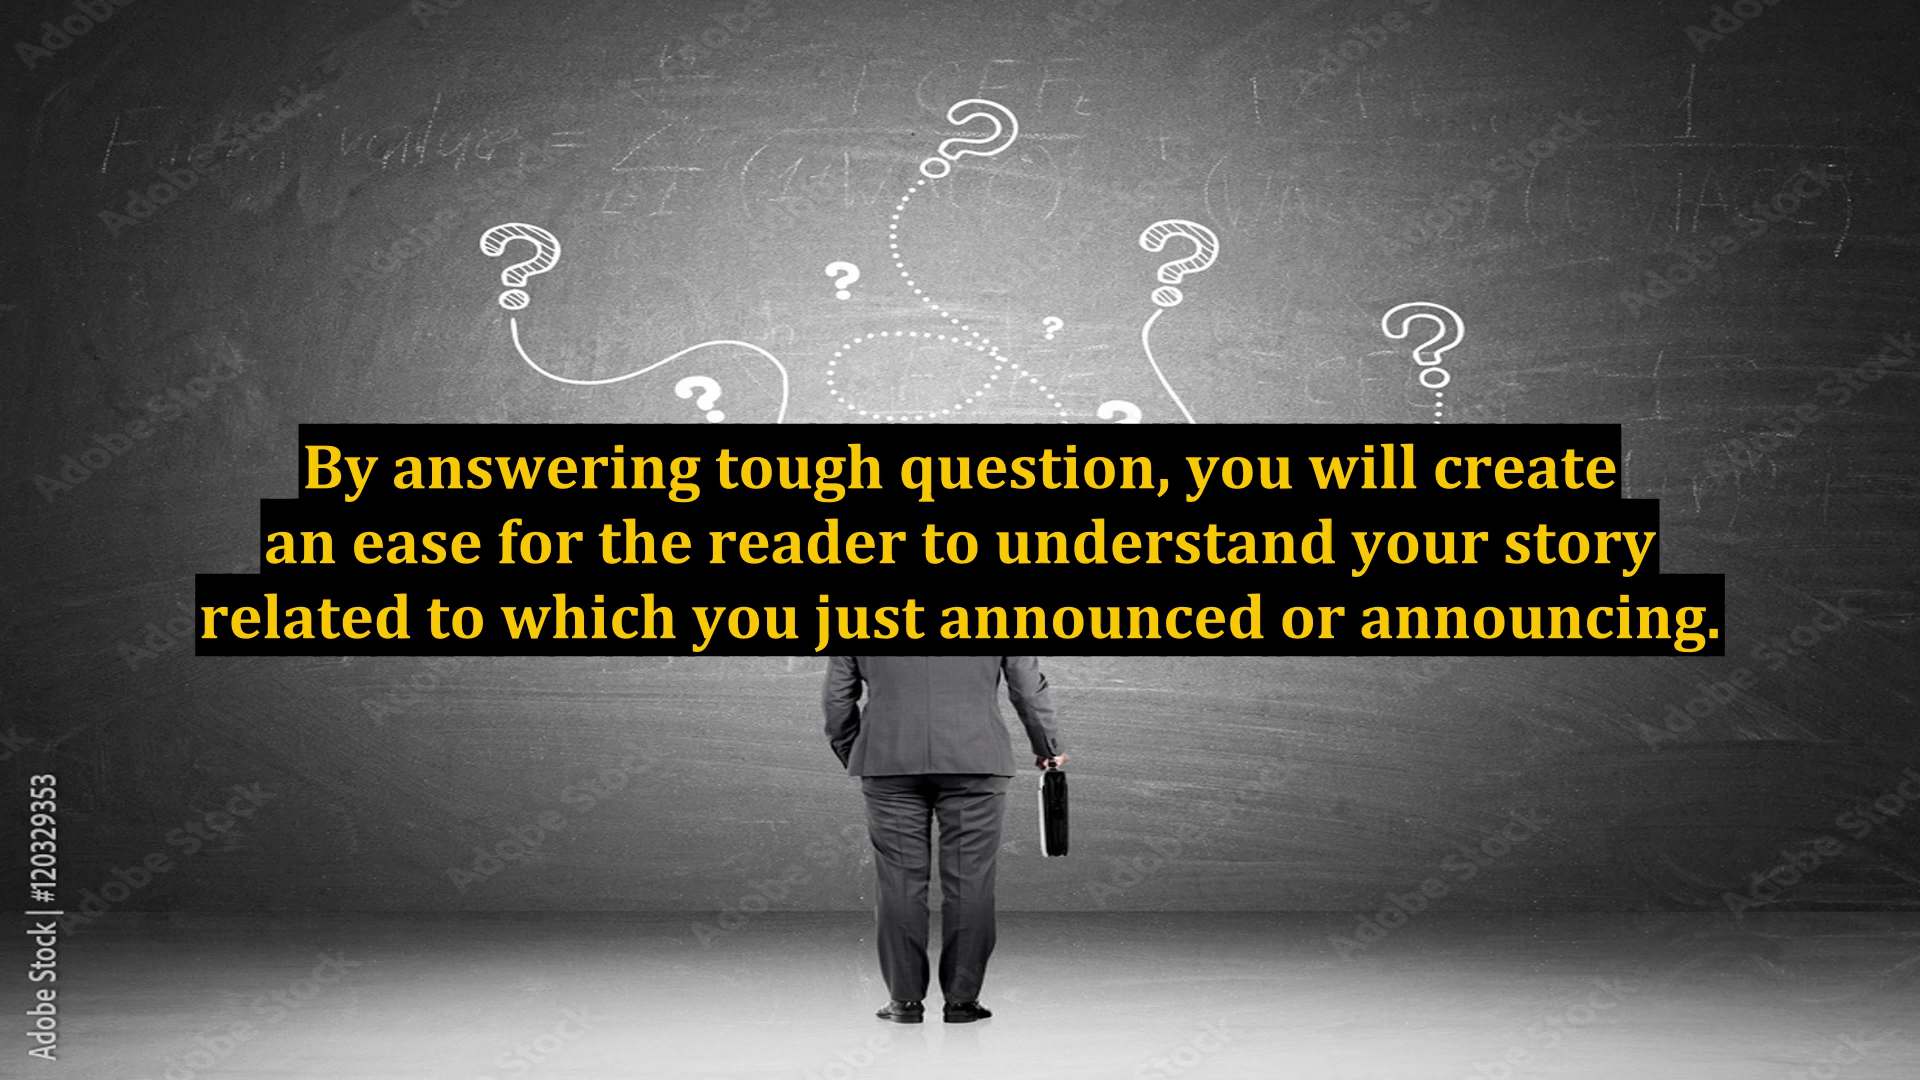 By answering tough question, you will create
an ease for the reader to understand your story
related to which you just announced or announcing.
Adobe Stock | #120329353